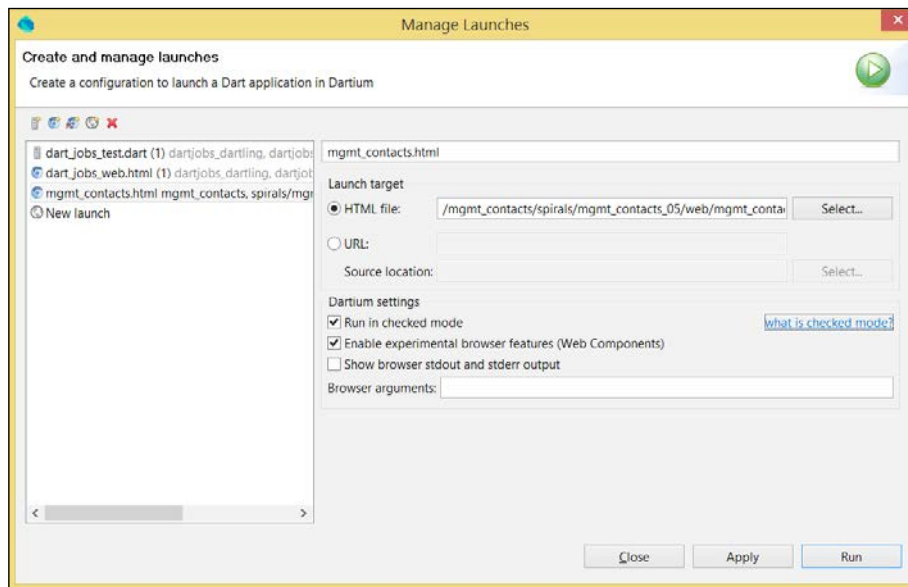 Manage Launches
Create and manage launches
Create a configuration to launch a Dart application in Dartium
dart_jobs_test.dart (1) dartjobs_dartling, dartjobs
dart_jobs_web.html (1) dartjobs_dartling, dartjob
mgmt_contacts.html mgmt_contacts, spirals/mgr
New launch
mgmt_contacts.html
Launch target
HTML file: /mgmt_contacts/spirals/mgmt_contacts_05/web/mgmt_conta Select...
URL:
Source location: Select...
Dartium settings
Run in checked mode what is checked mode?
Enable experimental browser features (Web Components)
Show browser stdout and stderr output
Browser arguments:
Close Apply Run